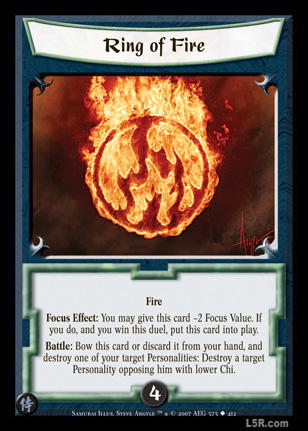 Ring of Fire
Argyle
Fire
Focus Effect: You may give this card -2 Focus Value. If
you do, and you win this duel, put this card into play.
Battle: Bow this card or discard it from your hand, and
destroy one of your target Personalities: Destroy a target
Personality opposing him with lower Chi.
4
侍
SAMURAI ILLUS. STEVE ARGYLE ™ & © 2007 AEG 373 ◆ 412
L5R.com